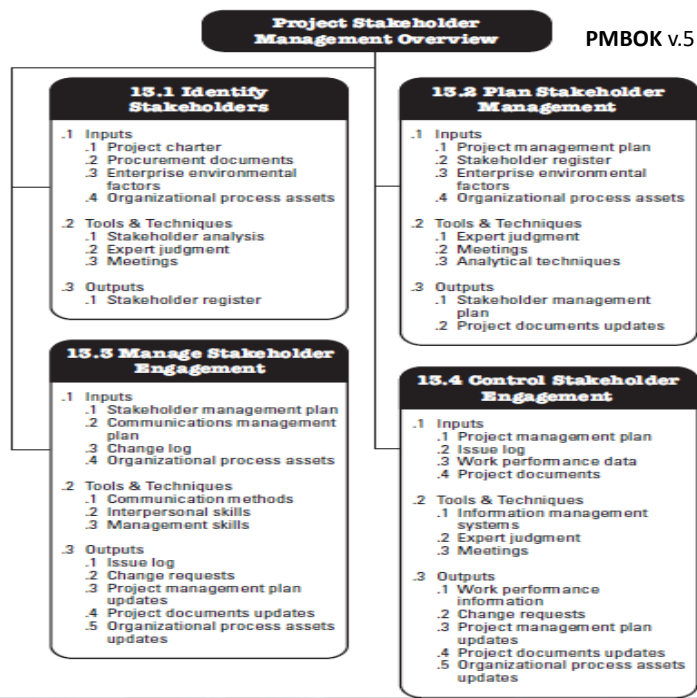 Project Stakeholder
Management Overview
PMBOK v.5
13.1 Identify
Stakeholders
.1 Inputs
.1 Project charter
.2 Procurement documents
.3 Enterprise environmental
factors
.4 Organizational process assets
.2 Tools & Techniques
.1 Stakeholder analysis
.2 Expert judgment
.3 Meetings
.3 Outputs
.1 Stakeholder register
13.2 Plan Stakeholder
Management
.1 Inputs
.1 Project management plan
.2 Stakeholder register
.3 Enterprise environmental
factors
.4 Organizational process assets
.2 Tools & Techniques
.1 Expert judgment
.2 Meetings
.3 Analytical techniques
.3 Outputs
.1 Stakeholder management
plan
.2 Project documents updates
13.3 Manage Stakeholder
Engagement
.1 Inputs
.1 Stakeholder management plan
.2 Communications management
plan
.3 Change log
.4 Organizational process assets
.2 Tools & Techniques
.1 Communication methods
.2 Interpersonal skills
.3 Management skills
.3 Outputs
.1 Issue log
.2 Change requests
.3 Project management plan
updates
.4 Project documents updates
.5 Organizational process assets
updates
13.4 Control Stakeholder
Engagement
.1 Inputs
.1 Project management plan
.2 Issue log
.3 Work performance data
.4 Project documents
.2 Tools & Techniques
.1 Information management
systems
.2 Expert judgment
.3 Meetings
.3 Outputs
.1 Work performance
information
.2 Change requests
.3 Project management plan
updates
.4 Project documents updates
.5 Organizational process assets
updates